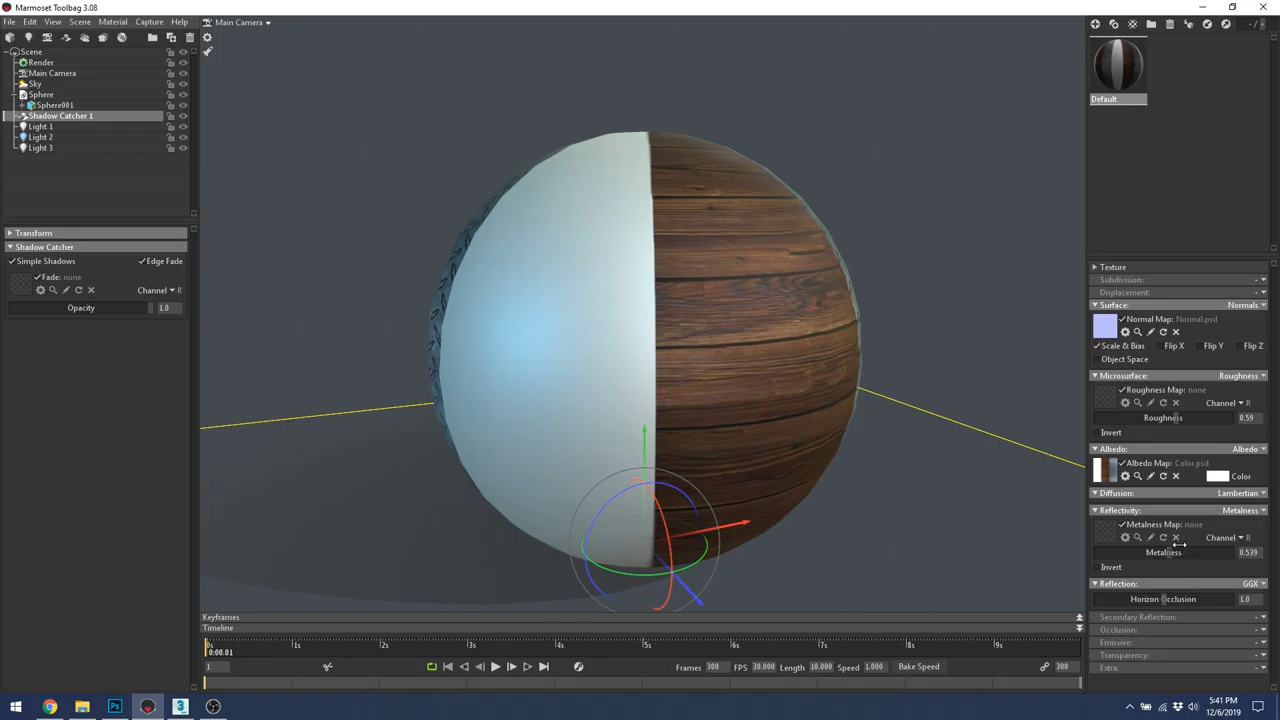 Marmoset Toolbag 3.08
File Edit View Scene Material Capture Help
Main Camera
Scene
Render
Main Camera
Sky
Sphere
Sphere001
Shadow Catcher 1
Light 1
Light 2
Light 3
Transform
Shadow Catcher
Simple Shadows Edge Fade
Fade: none
Channel R
Opacity 1.0
Keyframes
Timeline
0s 1s 2s 3s 4s 5s 6s 7s 8s 9s
0:00.01
1 Frames 300 FPS 30.000 Length 10.000 Speed 1.000 Bake Speed 300
- /
Default
Texture
Subdivision: -
Displacement: -
Surface: Normals
Normal Map: Normal.psd
Scale & Bias Flip X Flip Y Flip Z
Object Space
Microsurface: Roughness
Roughness Map: none
Channel R
Roughness 0.59
Invert
Albedo: Albedo
Albedo Map: Color.psd
Color
Diffusion: Lambertian
Reflectivity: Metalness
Metalness Map: none
Channel R
Metalness 0.539
Invert
Reflection: GGX
Horizon Occlusion 1.0
Secondary Reflection: -
Occlusion: -
Emissive: -
Transparency: -
Extra: -
Ps 3
5:41 PM
12/6/2019